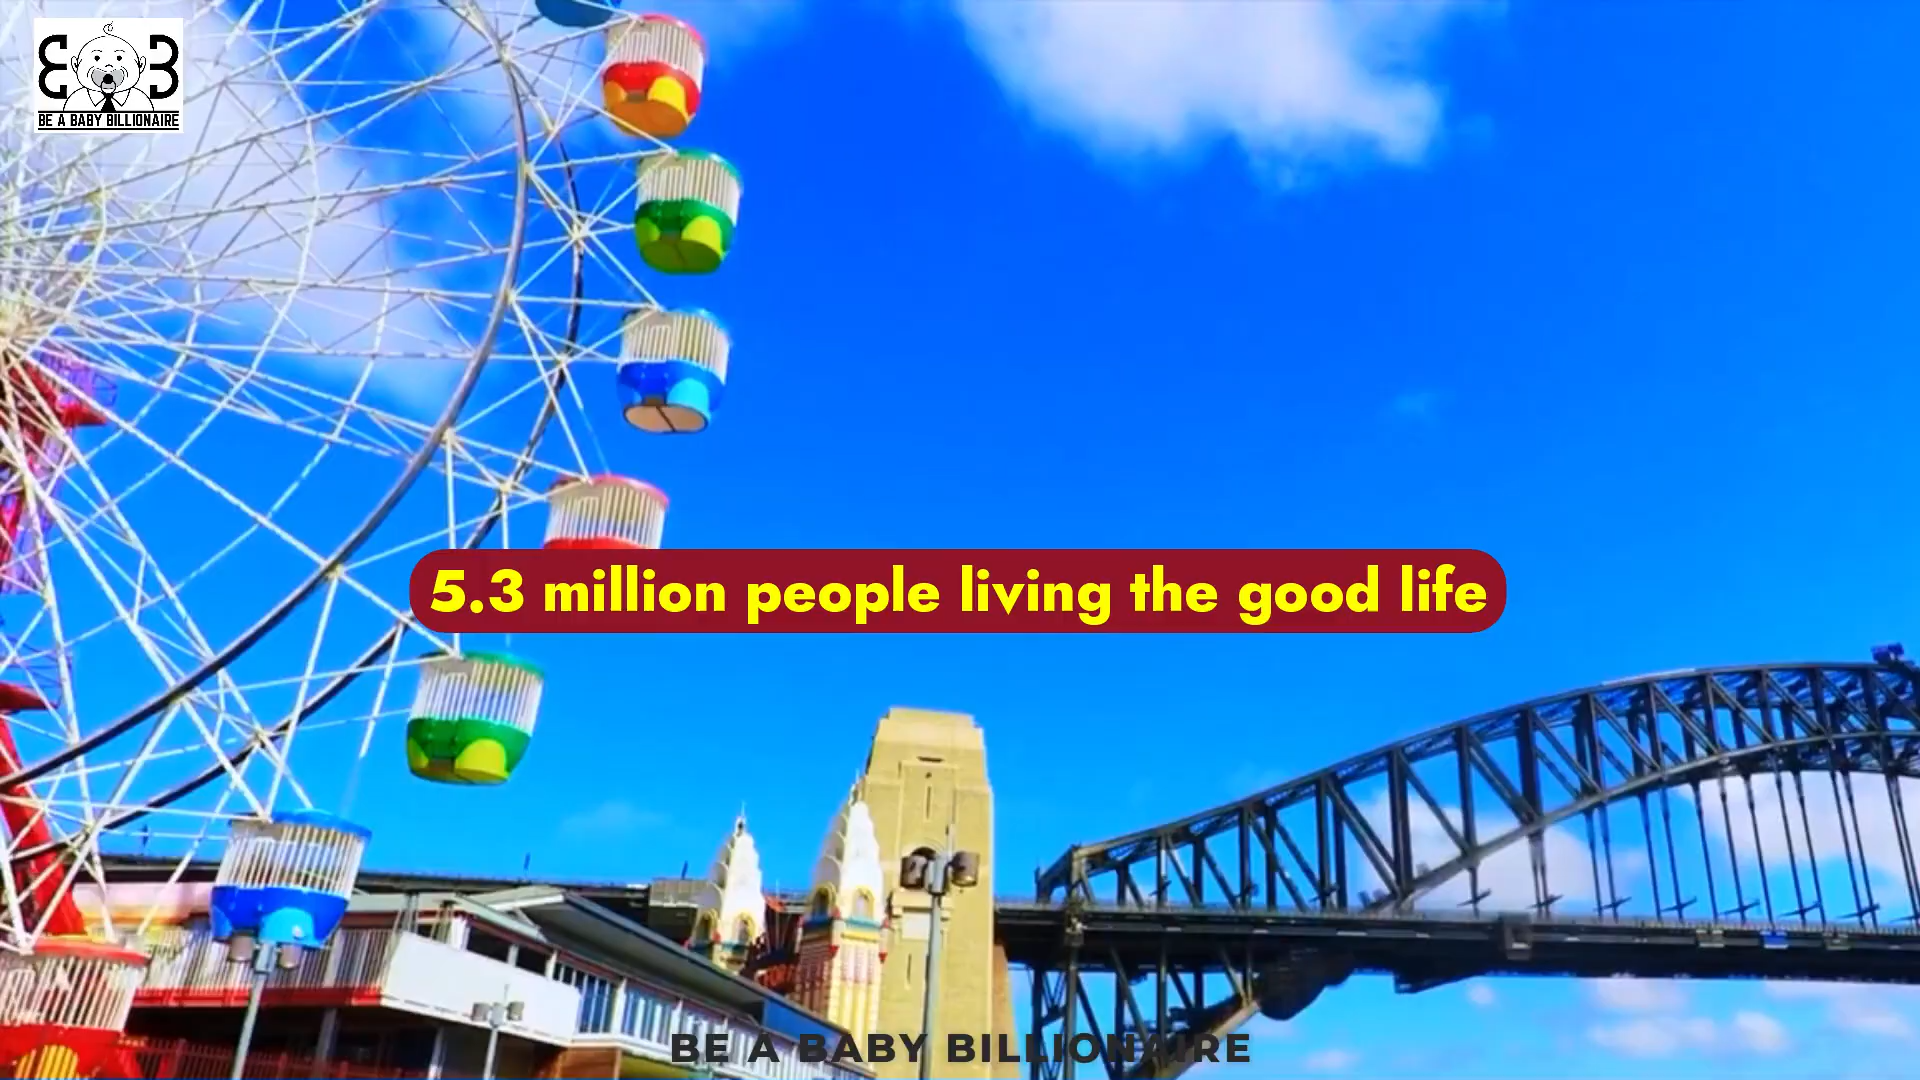 BE A BABY BILLIONAIRE
5.3 million people living the good life
BE A BABY BILLIONAIRE